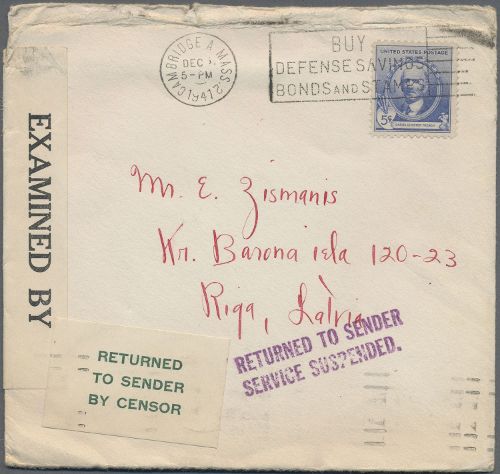 CAMBRIDGE A MASS. 2
DEC
5-PM
1941
BUY
DEFENSE SAVINGS
BONDS AND STAMPS
UNITED STATES POSTAGE
5¢
EXAMINED BY
Mr. E. Zismanis
Kr. Barona iela 120-23
Riga, Latvia
RETURNED TO SENDER
SERVICE SUSPENDED.
RETURNED
TO SENDER
BY CENSOR